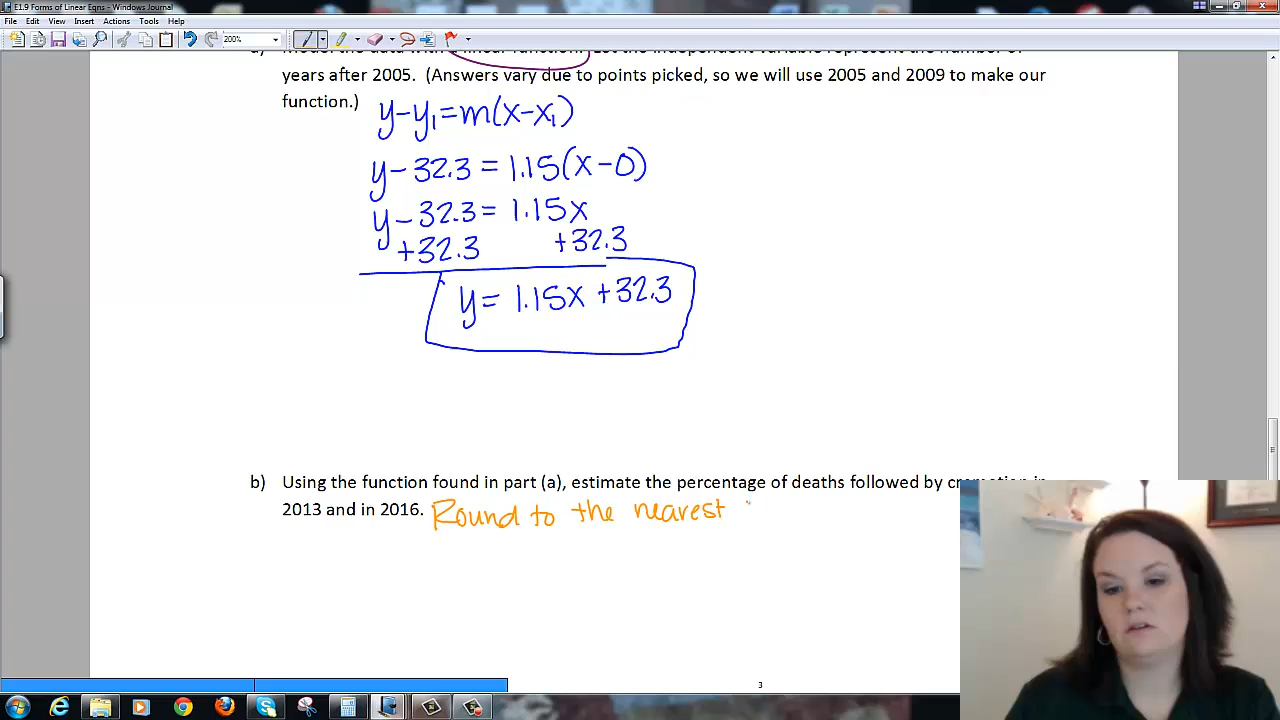 E1.9 Forms of Linear Eqns - Windows Journal
File Edit View Insert Actions Tools Help
200%
years after 2005. (Answers vary due to points picked, so we will use 2005 and 2009 to make our
function.)
y-y₁=m(x-x₁)
y-32.3 = 1.15(x-0)
y-32.3 = 1.15x
+32.3 +32.3
y= 1.15x +32.3
b) Using the function found in part (a), estimate the percentage of deaths followed by
2013 and in 2016. Round to the nearest
3